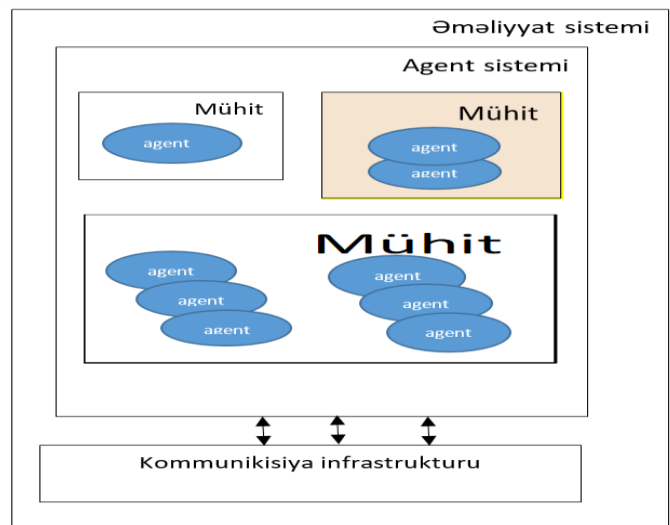 Əməliyyat sistemi
Agent sistemi
Mühit
agent
Mühit
agent
agent
Mühit
agent
agent
agent
agent
agent
agent
Kommunikisiya infrastrukturu